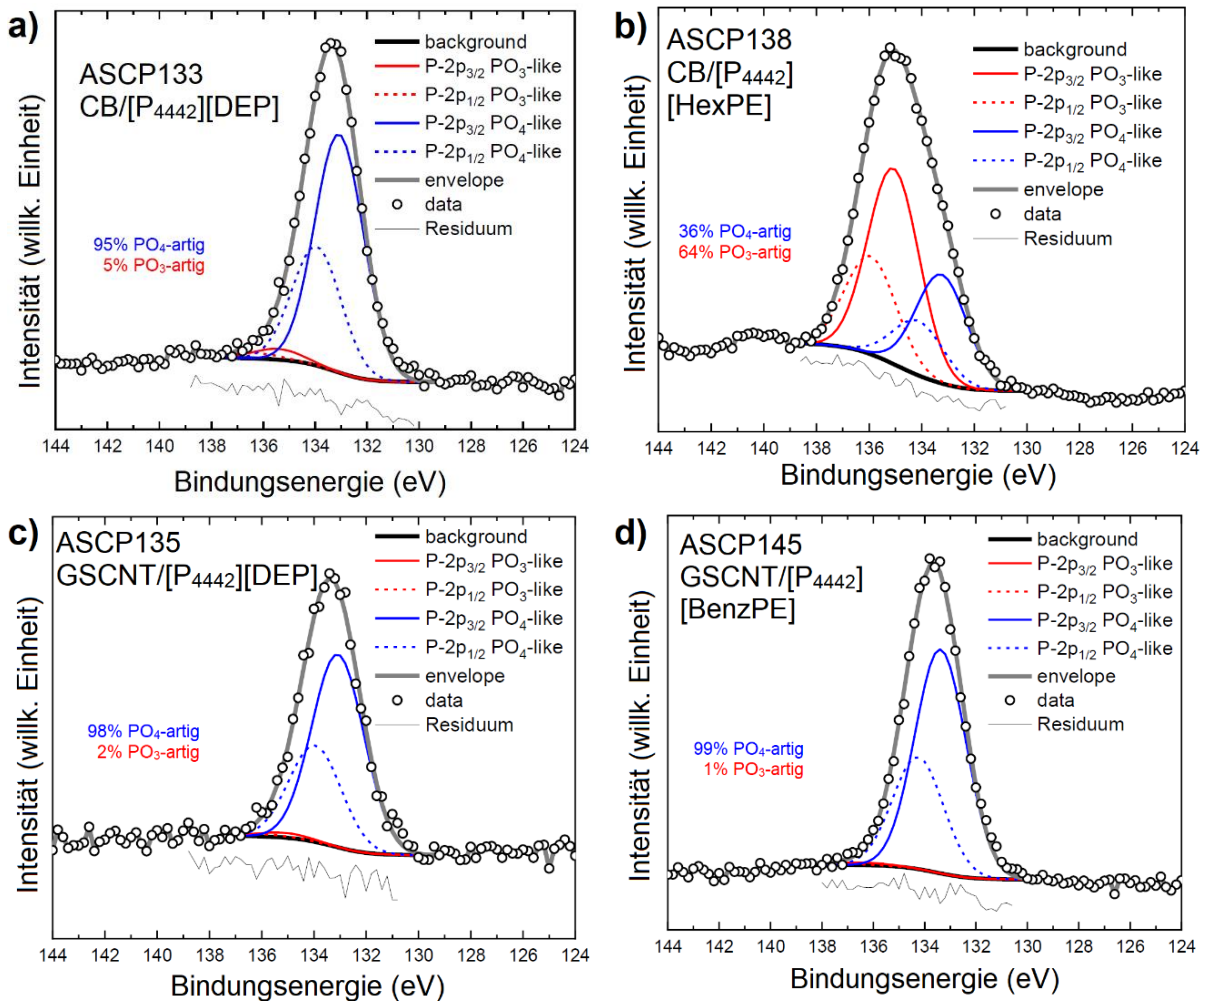 a)
ASCP133
CB/[P4442][DEP]
background
P-2p3/2 PO3-like
P-2p1/2 PO3-like
P-2p3/2 PO4-like
P-2p1/2 PO4-like
envelope
data
Residuum
95% PO4-artig
5% PO3-artig
Intensität (willk. Einheit)
144 142 140 138 136 134 132 130 128 126 124
Bindungsenergie (eV)
b)
ASCP138
CB/[P4442]
[HexPE]
background
P-2p3/2 PO3-like
P-2p1/2 PO3-like
P-2p3/2 PO4-like
P-2p1/2 PO4-like
envelope
data
Residuum
36% PO4-artig
64% PO3-artig
Intensität (willk. Einheit)
144 142 140 138 136 134 132 130 128 126 124
Bindungsenergie (eV)
c)
ASCP135
GSCNT/[P4442][DEP]
background
P-2p3/2 PO3-like
P-2p1/2 PO3-like
P-2p3/2 PO4-like
P-2p1/2 PO4-like
envelope
data
Residuum
98% PO4-artig
2% PO3-artig
Intensität (willk. Einheit)
144 142 140 138 136 134 132 130 128 126 124
Bindungsenergie (eV)
d)
ASCP145
GSCNT/[P4442]
[BenzPE]
background
P-2p3/2 PO3-like
P-2p1/2 PO3-like
P-2p3/2 PO4-like
P-2p1/2 PO4-like
envelope
data
Residuum
99% PO4-artig
1% PO3-artig
Intensität (willk. Einheit)
144 142 140 138 136 134 132 130 128 126 124
Bindungsenergie (eV)